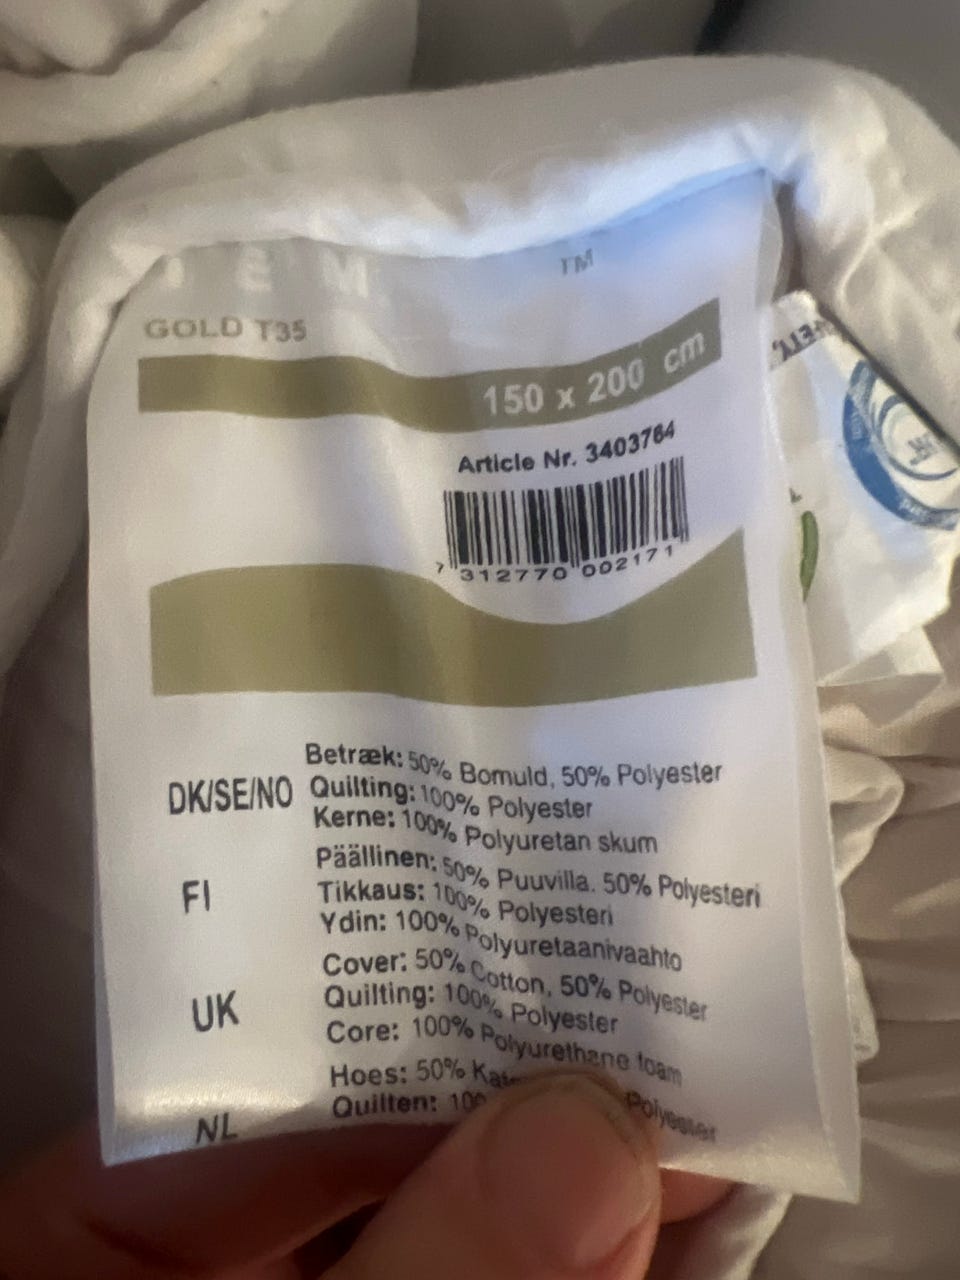 TM
GOLD T35
150 x 200 cm
Article Nr. 3403764
7 312770 002171
DK/SE/NO
Betræk: 50% Bomuld, 50% Polyester
Quilting: 100% Polyester
Kerne: 100% Polyuretan skum
FI
Päällinen: 50% Puuvilla. 50% Polyesteri
Tikkaus: 100% Polyesteri
Ydin: 100% Polyuretaanivaahto
UK
Cover: 50% Cotton, 50% Polyester
Quilting: 100% Polyester
Core: 100% Polyurethane foam
NL
Hoes: 50% Polyester
Quilten: 100